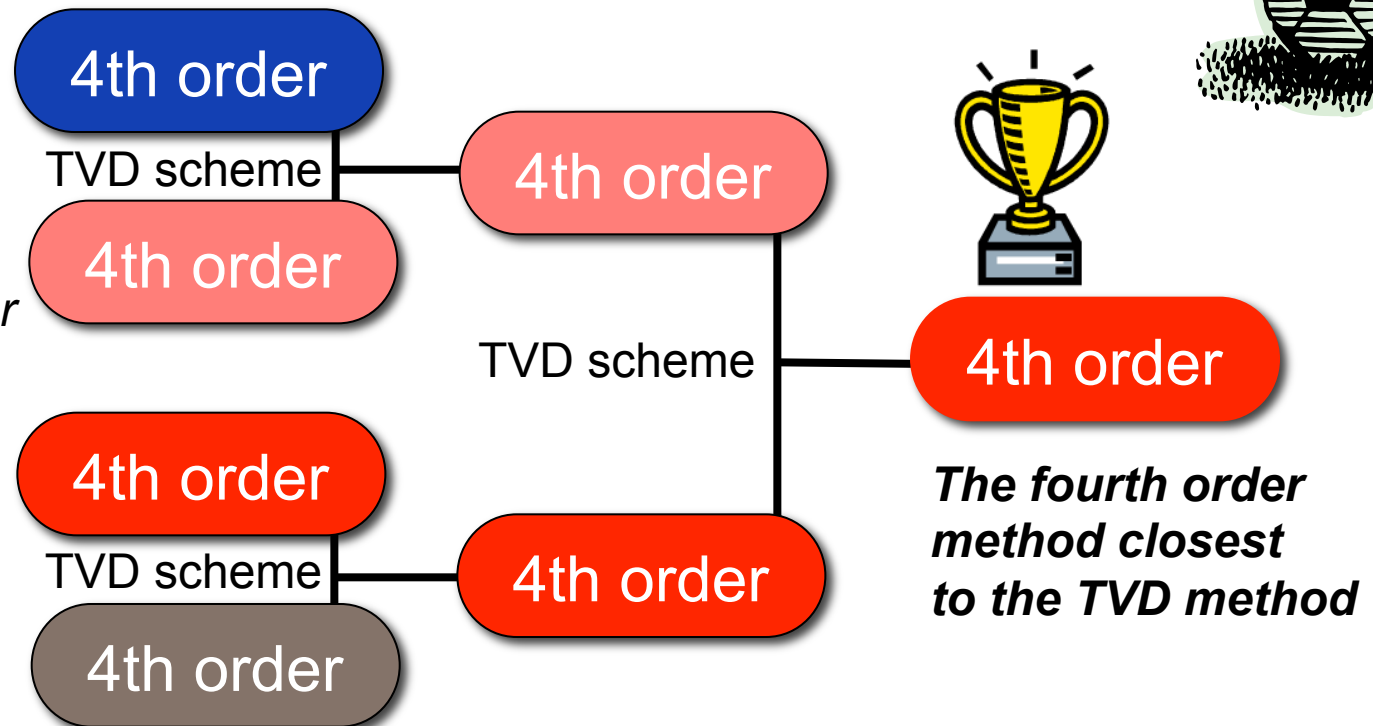 4th order
TVD scheme
4th order
4th order
r
TVD scheme
4th order
4th order
TVD scheme
4th order
4th order
The fourth order
method closest
to the TVD method